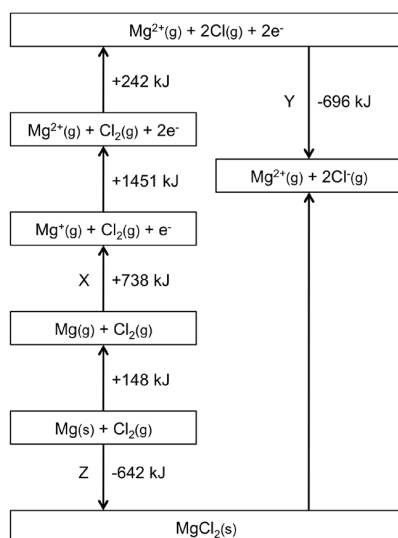 Mg²⁺(g) + 2Cl(g) + 2e⁻
+242 kJ
Y -696 kJ
Mg²⁺(g) + Cl₂(g) + 2e⁻
Mg²⁺(g) + 2Cl⁻(g)
+1451 kJ
Mg⁺(g) + Cl₂(g) + e⁻
X +738 kJ
Mg(g) + Cl₂(g)
+148 kJ
Mg(s) + Cl₂(g)
Z -642 kJ
MgCl₂(s)